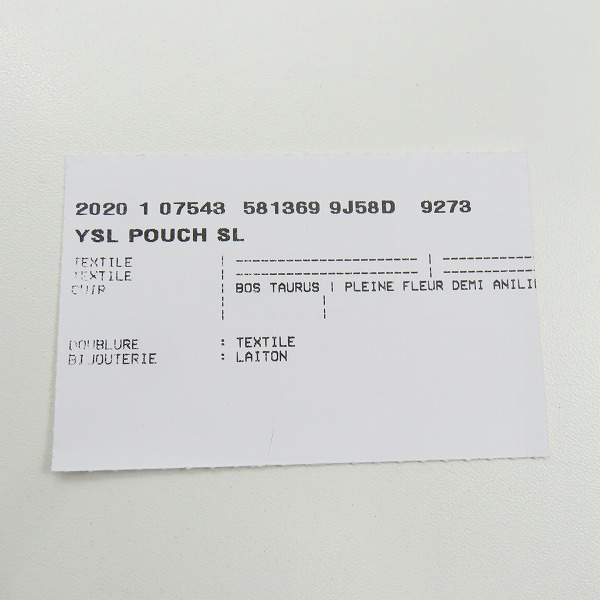 2020 1 07543 581369 9J58D 9273
YSL POUCH SL
TEXTILE | -------------------- | ----------
TEXTILE | -------------------- | ----------
CUIR | BOS TAURUS | PLEINE FLEUR DEMI ANILI
DOUBLURE : TEXTILE
BIJOUTERIE : LAITON